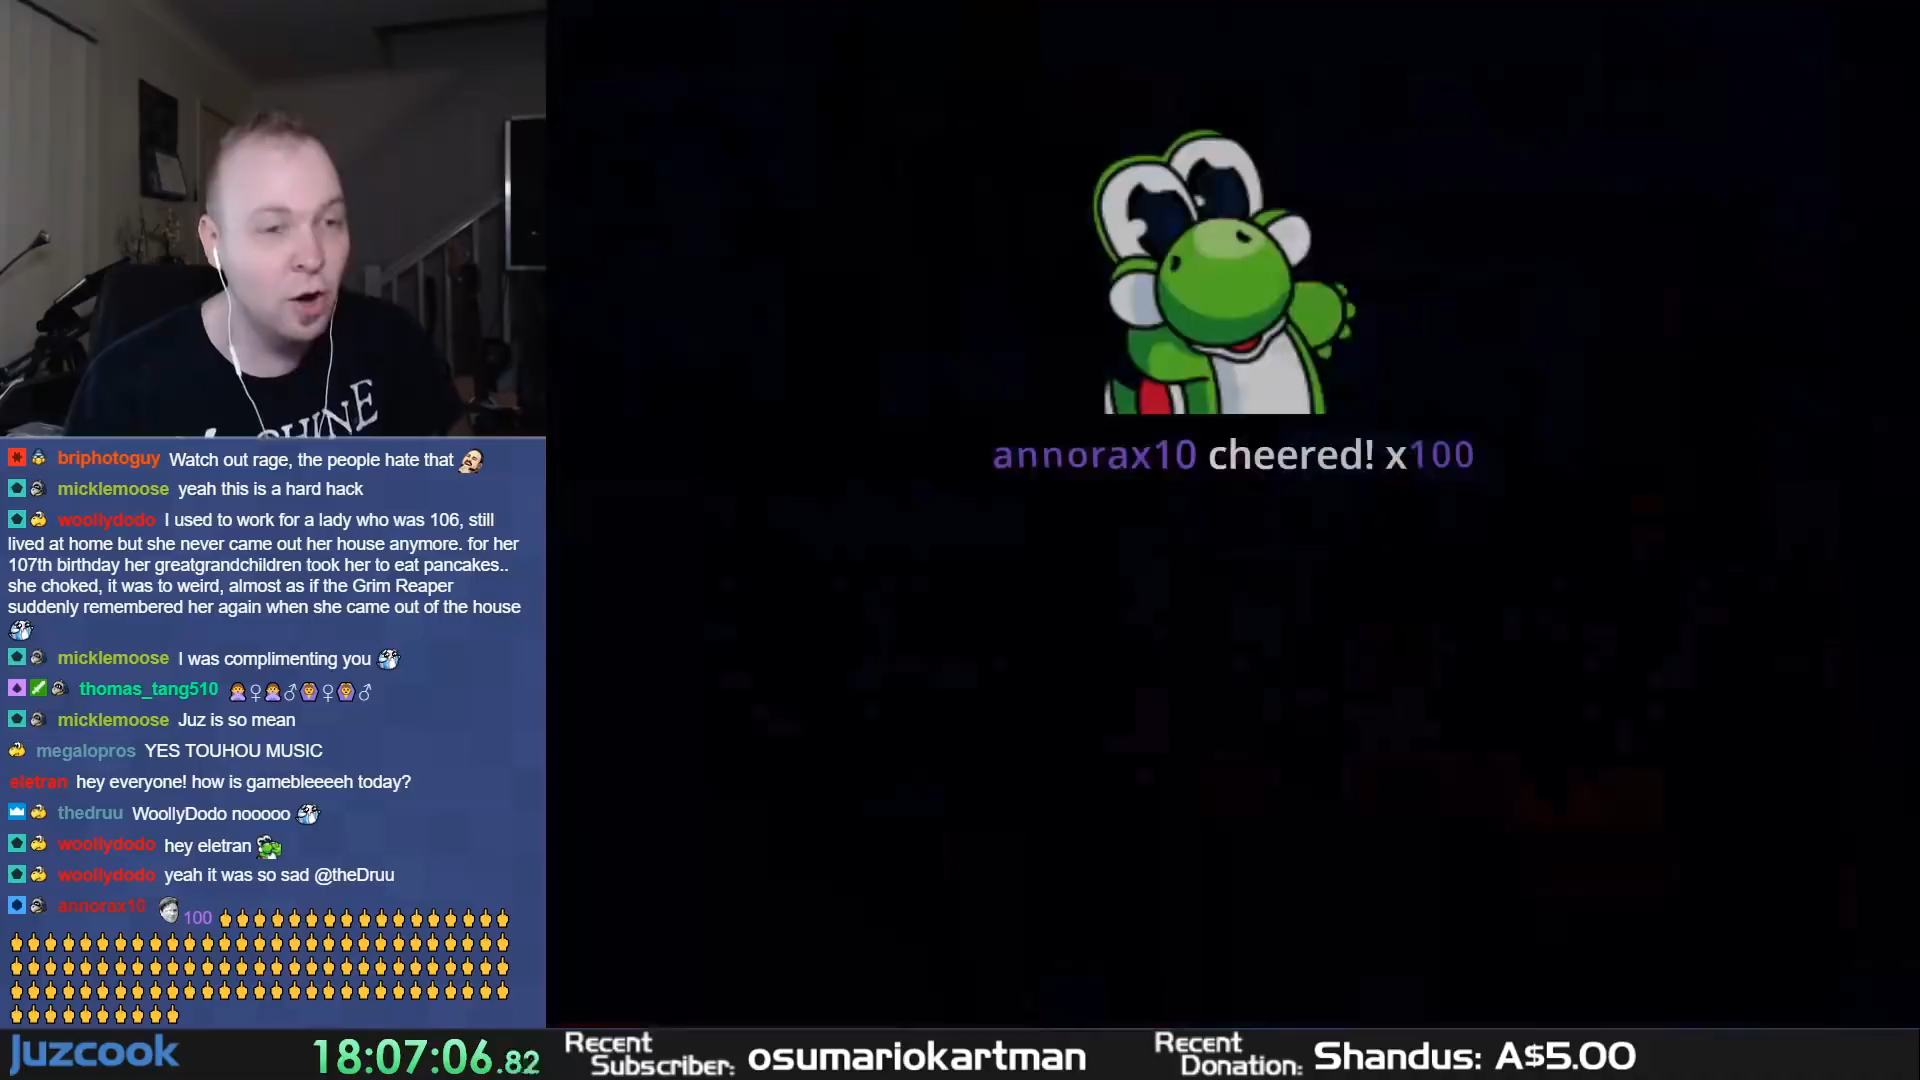 CHINE
annorax10 cheered! x100
briphotoguy Watch out rage, the people hate that
micklemoose yeah this is a hard hack
woollydodo I used to work for a lady who was 106, still
lived at home but she never came out her house anymore. for her
107th birthday her greatgrandchildren took her to eat pancakes..
she choked, it was to weird, almost as if the Grim Reaper
suddenly remembered her again when she came out of the house
micklemoose I was complimenting you
thomas_tang510 🙅♀🙅♂🙆♀🙆♂
micklemoose Juz is so mean
megalopros YES TOUHOU MUSIC
eletran hey everyone! how is gamebleeeeh today?
thedruu WoollyDodo nooooo
woollydodo hey eletran
woollydodo yeah it was so sad @theDruu
annorax10 100
Juzcook 18:07:06.82 Recent Subscriber: osumariokartman Recent Donation: Shandus: A$5.00